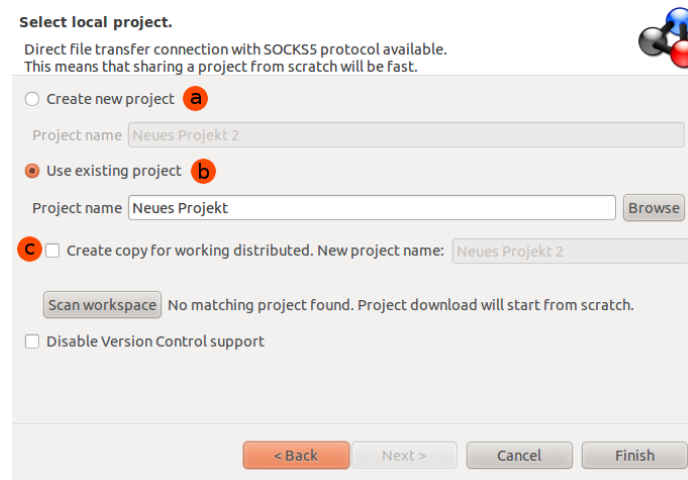 Select local project.
Direct file transfer connection with SOCKS5 protocol available.
This means that sharing a project from scratch will be fast.
Create new project a
Project name Neues Projekt 2
Use existing project b
Project name Neues Projekt Browse
c Create copy for working distributed. New project name: Neues Projekt 2
Scan workspace No matching project found. Project download will start from scratch.
Disable Version Control support
< Back Next > Cancel Finish